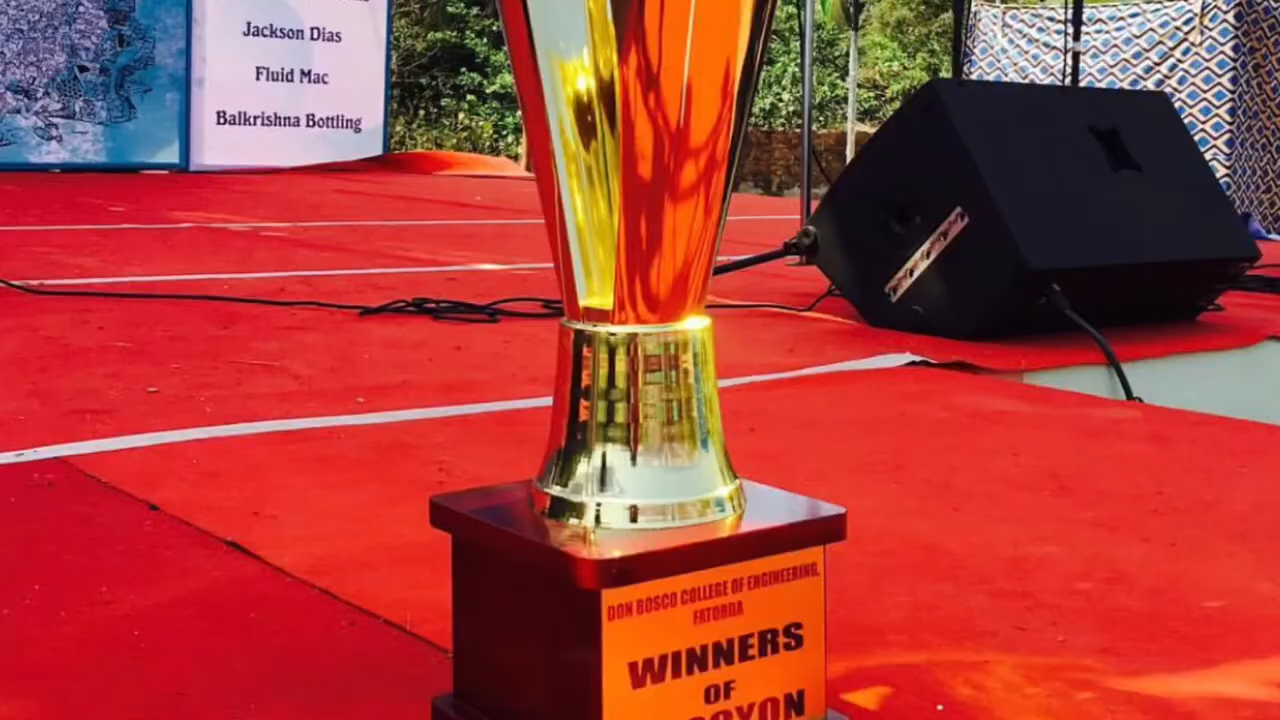 Jackson Dias
Fluid Mac
Balkrishna Bottling
DON BOSCO COLLEGE OF ENGINEERING,
FATORDA
WINNERS
OF